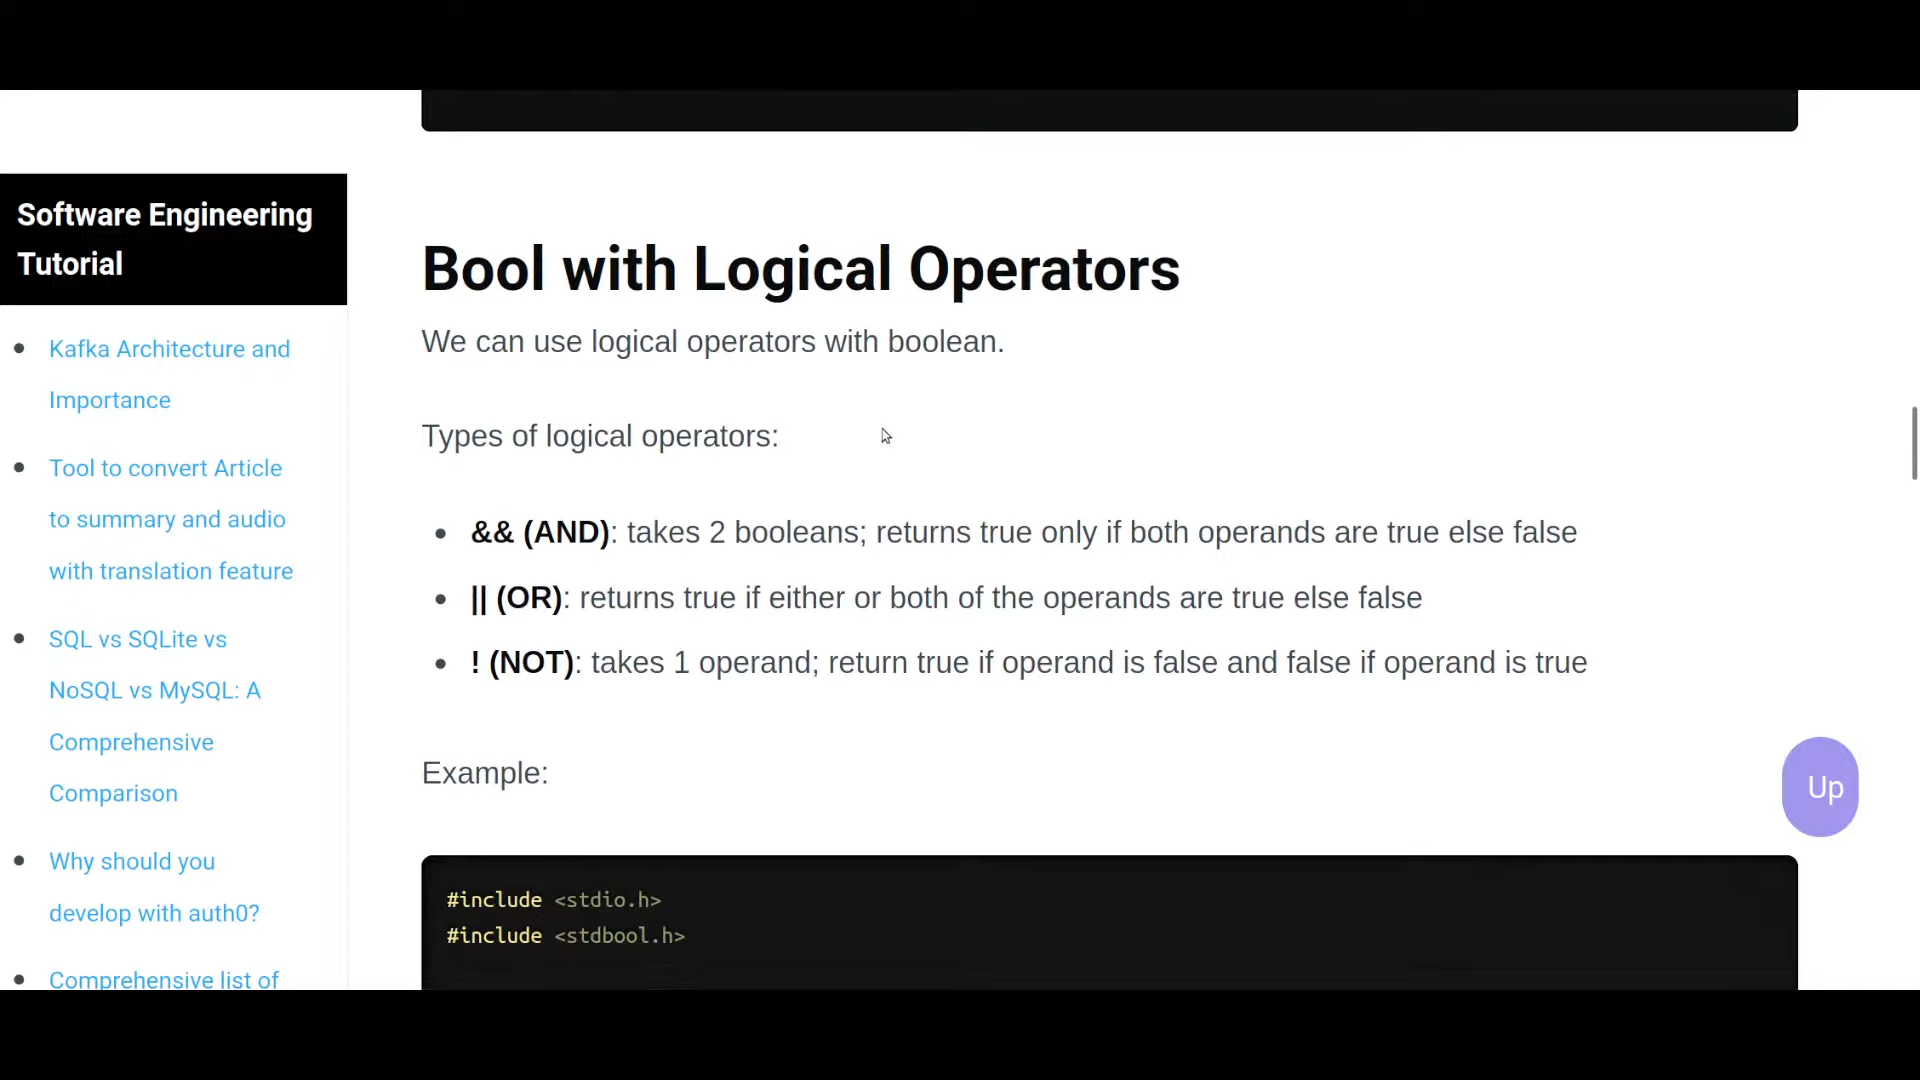 Software Engineering
Tutorial
Kafka Architecture and
Importance
Tool to convert Article
to summary and audio
with translation feature
SQL vs SQLite vs
NoSQL vs MySQL: A
Comprehensive
Comparison
Why should you
develop with auth0?
Comprehensive list of
Bool with Logical Operators
We can use logical operators with boolean.
Types of logical operators:
&& (AND): takes 2 booleans; returns true only if both operands are true else false
|| (OR): returns true if either or both of the operands are true else false
! (NOT): takes 1 operand; return true if operand is false and false if operand is true
Example:
#include <stdio.h>
#include <stdbool.h>
Up